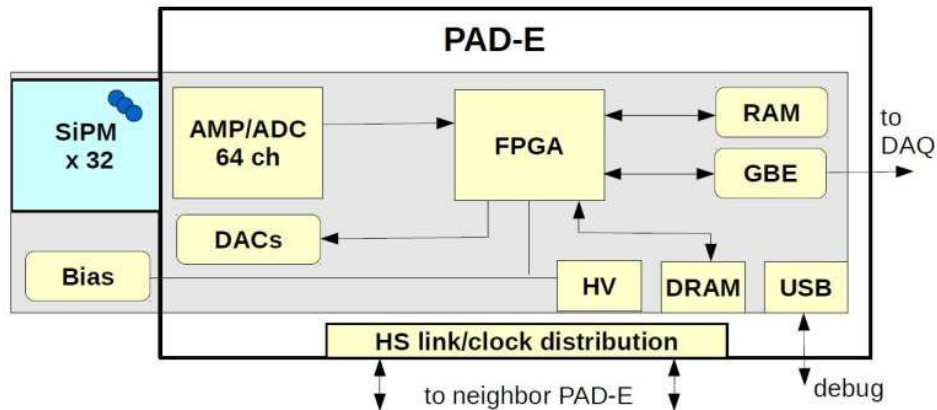 PAD-E
SiPM
x 32
AMP/ADC
64 ch
FPGA
RAM
GBE
to
DAQ
DACs
Bias
HV
DRAM
USB
HS link/clock distribution
to neighbor PAD-E
debug